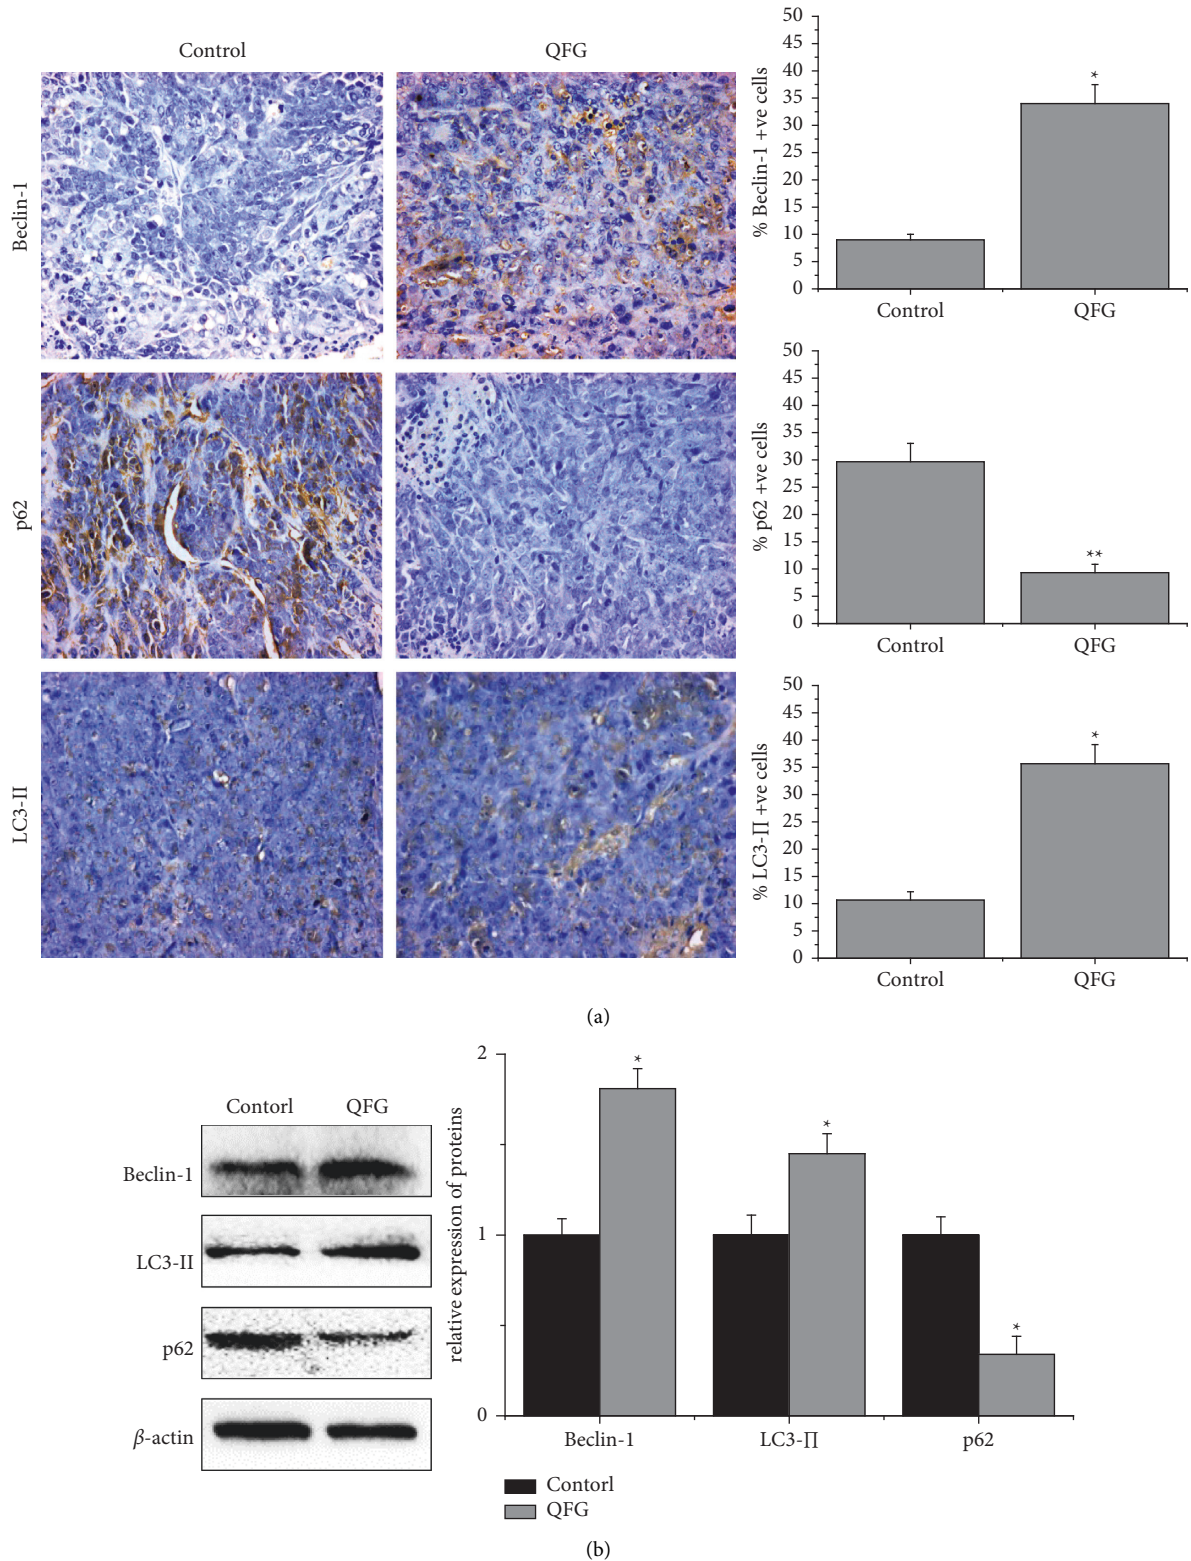 Control
QFG
Beclin-1
% Beclin-1 +ve cells
50
45
40
35
30
25
20
15
10
5
0
*
Control
QFG
p62
% p62 +ve cells
50
45
40
35
30
25
20
15
10
5
0
**
Control
QFG
LC3-II
% LC3-II +ve cells
50
45
40
35
30
25
20
15
10
5
0
*
Control
QFG
(a)
Contorl
QFG
Beclin-1
LC3-II
p62
β-actin
relative expression of proteins
2
1
0
*
*
*
Beclin-1
LC3-II
p62
Contorl
QFG
(b)